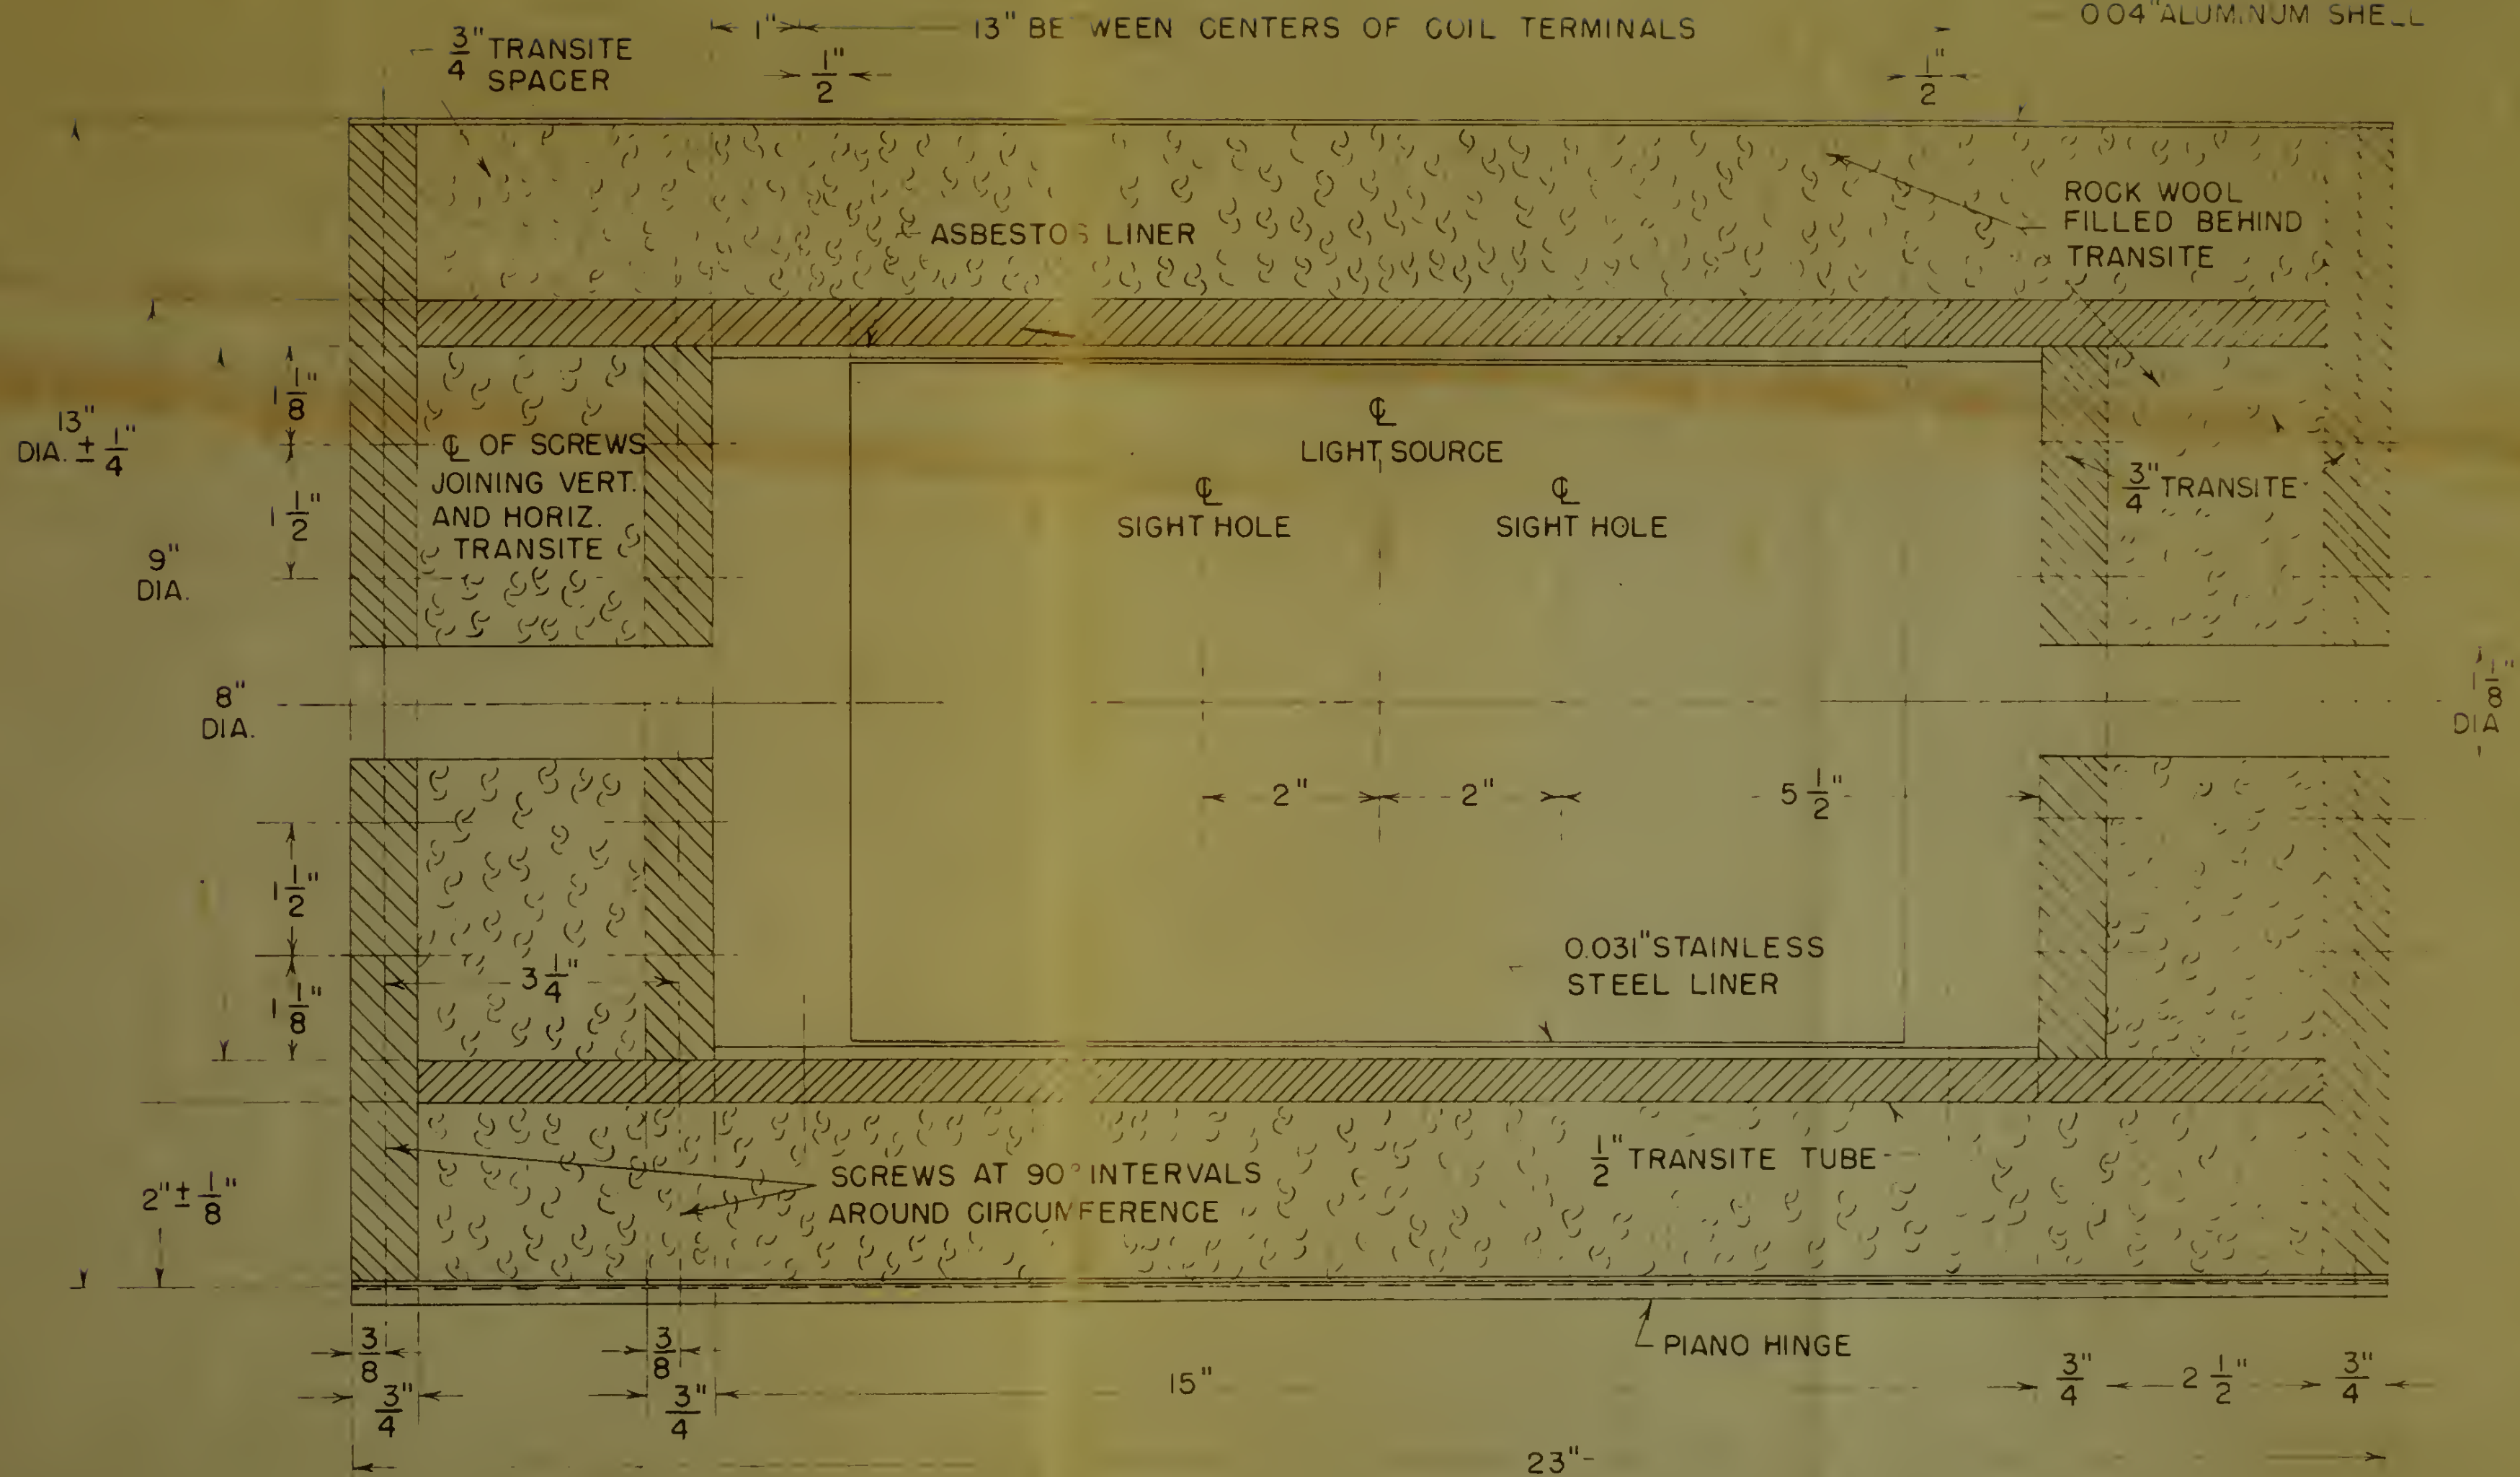 1" 13" BETWEEN CENTERS OF COIL TERMINALS
0.04" ALUMINUM SHELL
3/4" TRANSITE
SPACER
1/2"
1/2"
ROCK WOOL
FILLED BEHIND
TRANSITE
ASBESTOS LINER
1 1/8"
13"
DIA. ± 1/4"
℄ OF SCREWS
JOINING VERT.
AND HORIZ.
TRANSITE
℄
LIGHT SOURCE
℄
SIGHT HOLE
℄
SIGHT HOLE
3/4" TRANSITE
1 1/2"
9"
DIA.
8"
DIA.
1 1/8"
DIA
2" 2" 5 1/2"
1 1/2"
0.031" STAINLESS
STEEL LINER
3 1/4"
1 1/8"
1/2" TRANSITE TUBE
SCREWS AT 90° INTERVALS
AROUND CIRCUMFERENCE
2" ± 1/8"
PIANO HINGE
3/8 3/8
3/4" 3/4" 15" 3/4" 2 1/2" 3/4"
23"